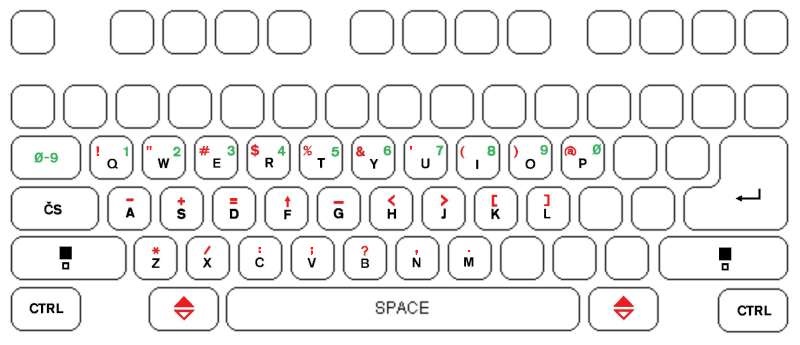 Ø-9 ! 1 Q " 2 W # 3 E $ 4 R % 5 T & 6 Y ' 7 U ( 8 I ) 9 O @ Ø P
ČS - A + S = D ↑ F _ G < H > J [ K ] L
* Z / X : C ; V ? B , N . M
CTRL SPACE CTRL